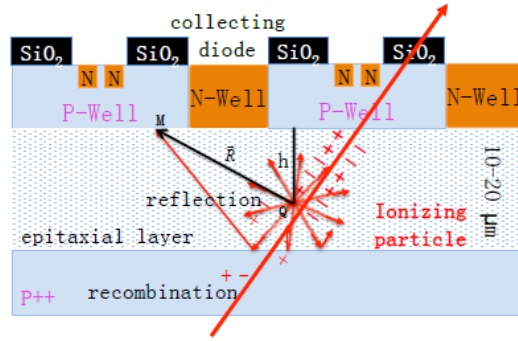 collecting
diode
SiO2
SiO2
SiO2
SiO2
N N
N N
P-Well
N-Well
P-Well
N-Well
M
R
h
Q
reflection
Ionizing
particle
10-20 μm
epitaxial layer
P++
recombination